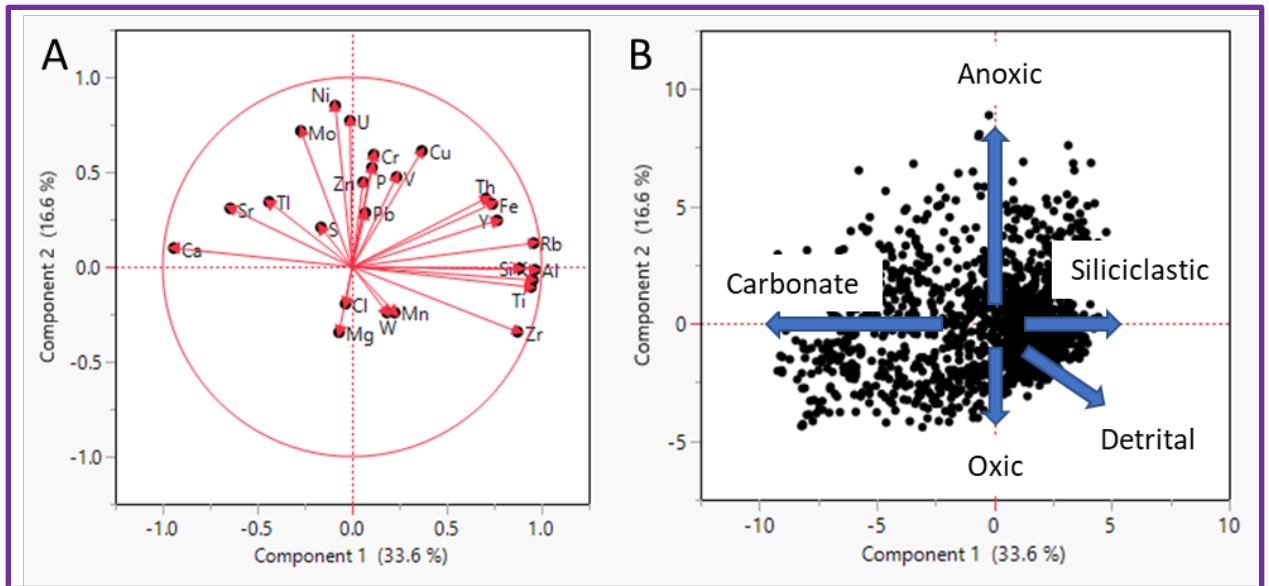 A
B
1.0
0.5
0.0
-0.5
-1.0
Component 2 (16.6 %)
Ni
U
Mo
Cr
Cu
Zn
P
V
Th
Fe
Tl
Sr
Pb
Y
S
Rb
Ca
Si
Al
Ti
Cl
Mn
W
Mg
Zr
-1.0 -0.5 0.0 0.5 1.0
Component 1 (33.6 %)
10
5
0
-5
Component 2 (16.6 %)
Anoxic
Carbonate
Siliciclastic
Detrital
Oxic
-10 -5 0 5 10
Component 1 (33.6 %)